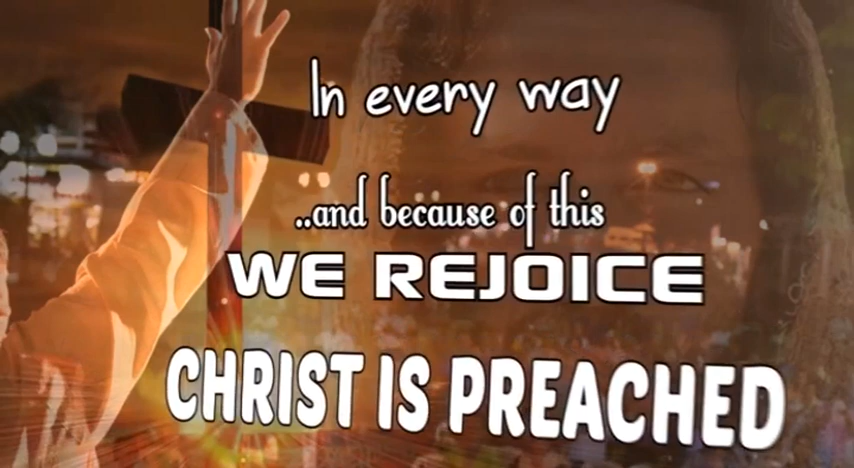 In every way
..and because of this
WE REJOICE
CHRIST IS PREACHED